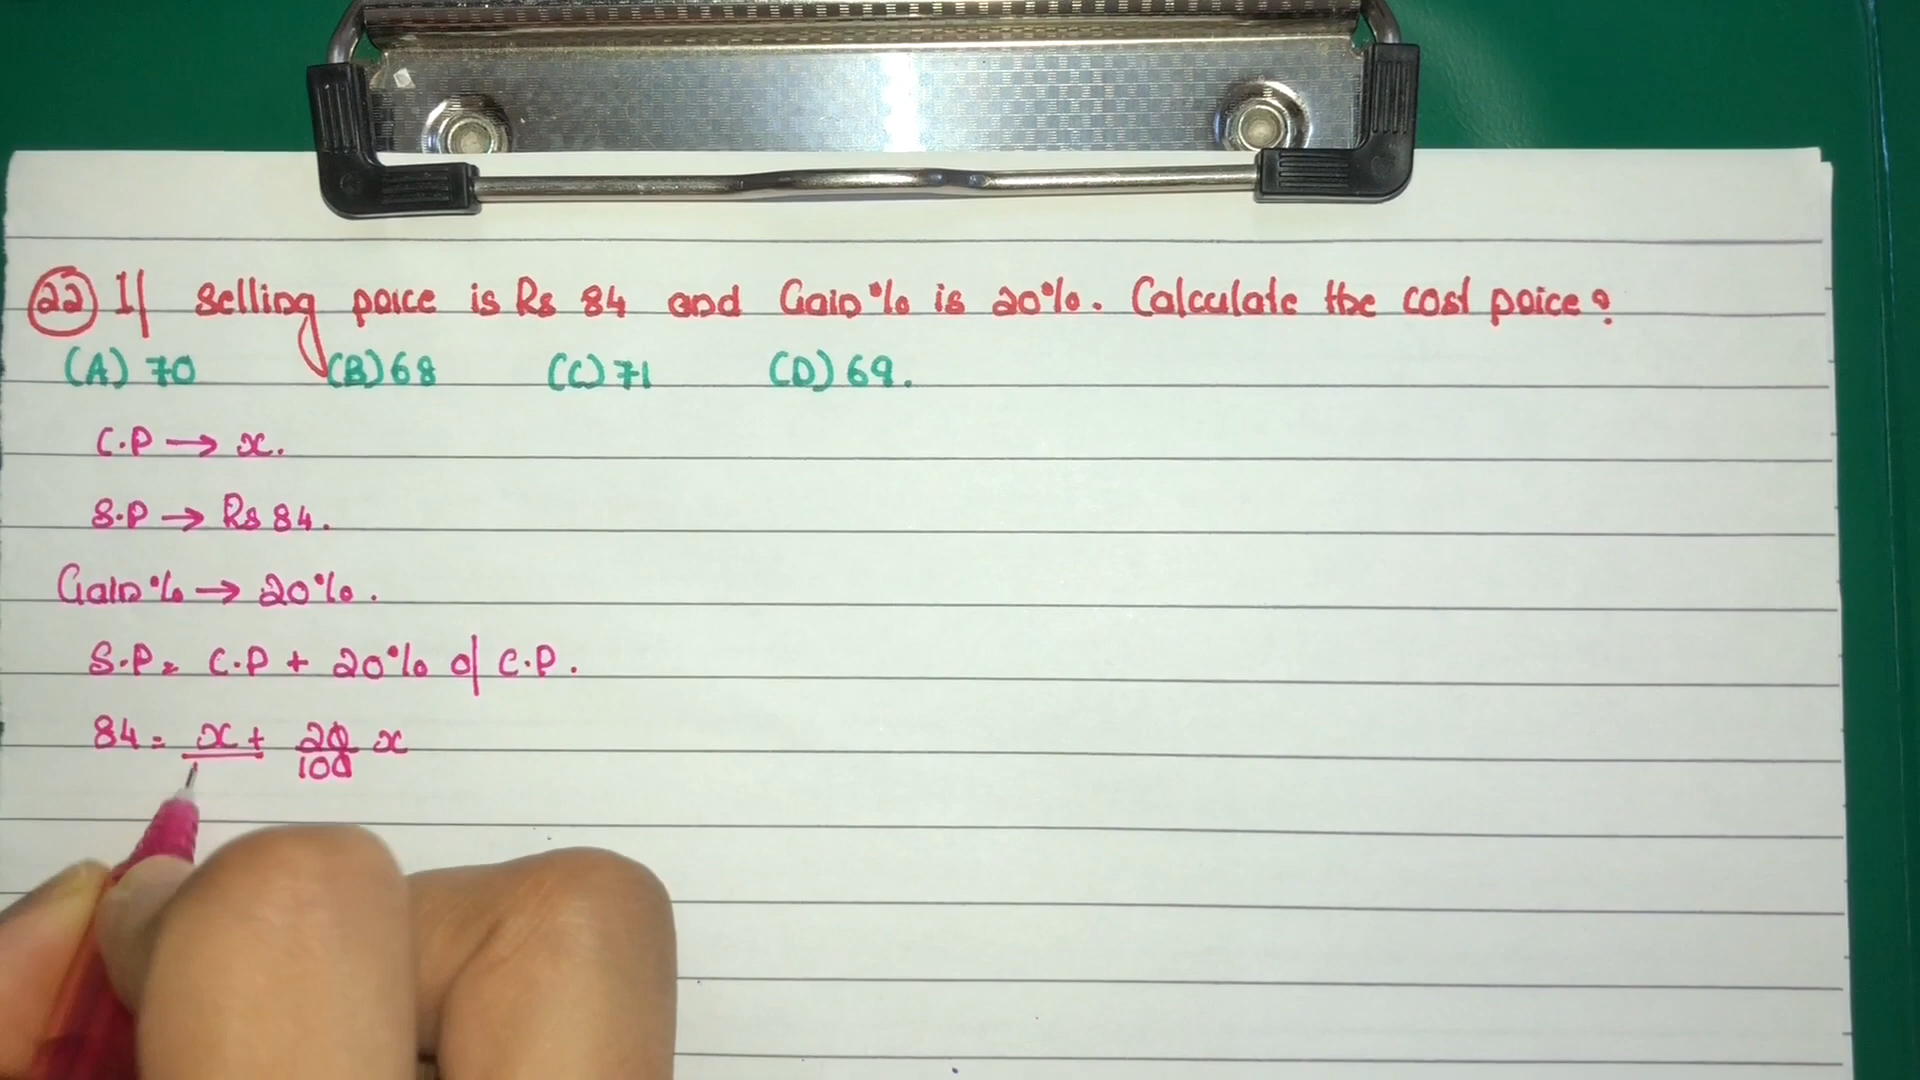 22 If selling price is Rs 84 and Gain % is 20%. Calculate the cost price?
(A) 70 (B) 68 (C) 71 (D) 69.
C.P → x.
S.P → Rs 84.
Gain % → 20%.
S.P = C.P + 20% of C.P.
84 = x + 20/100 x